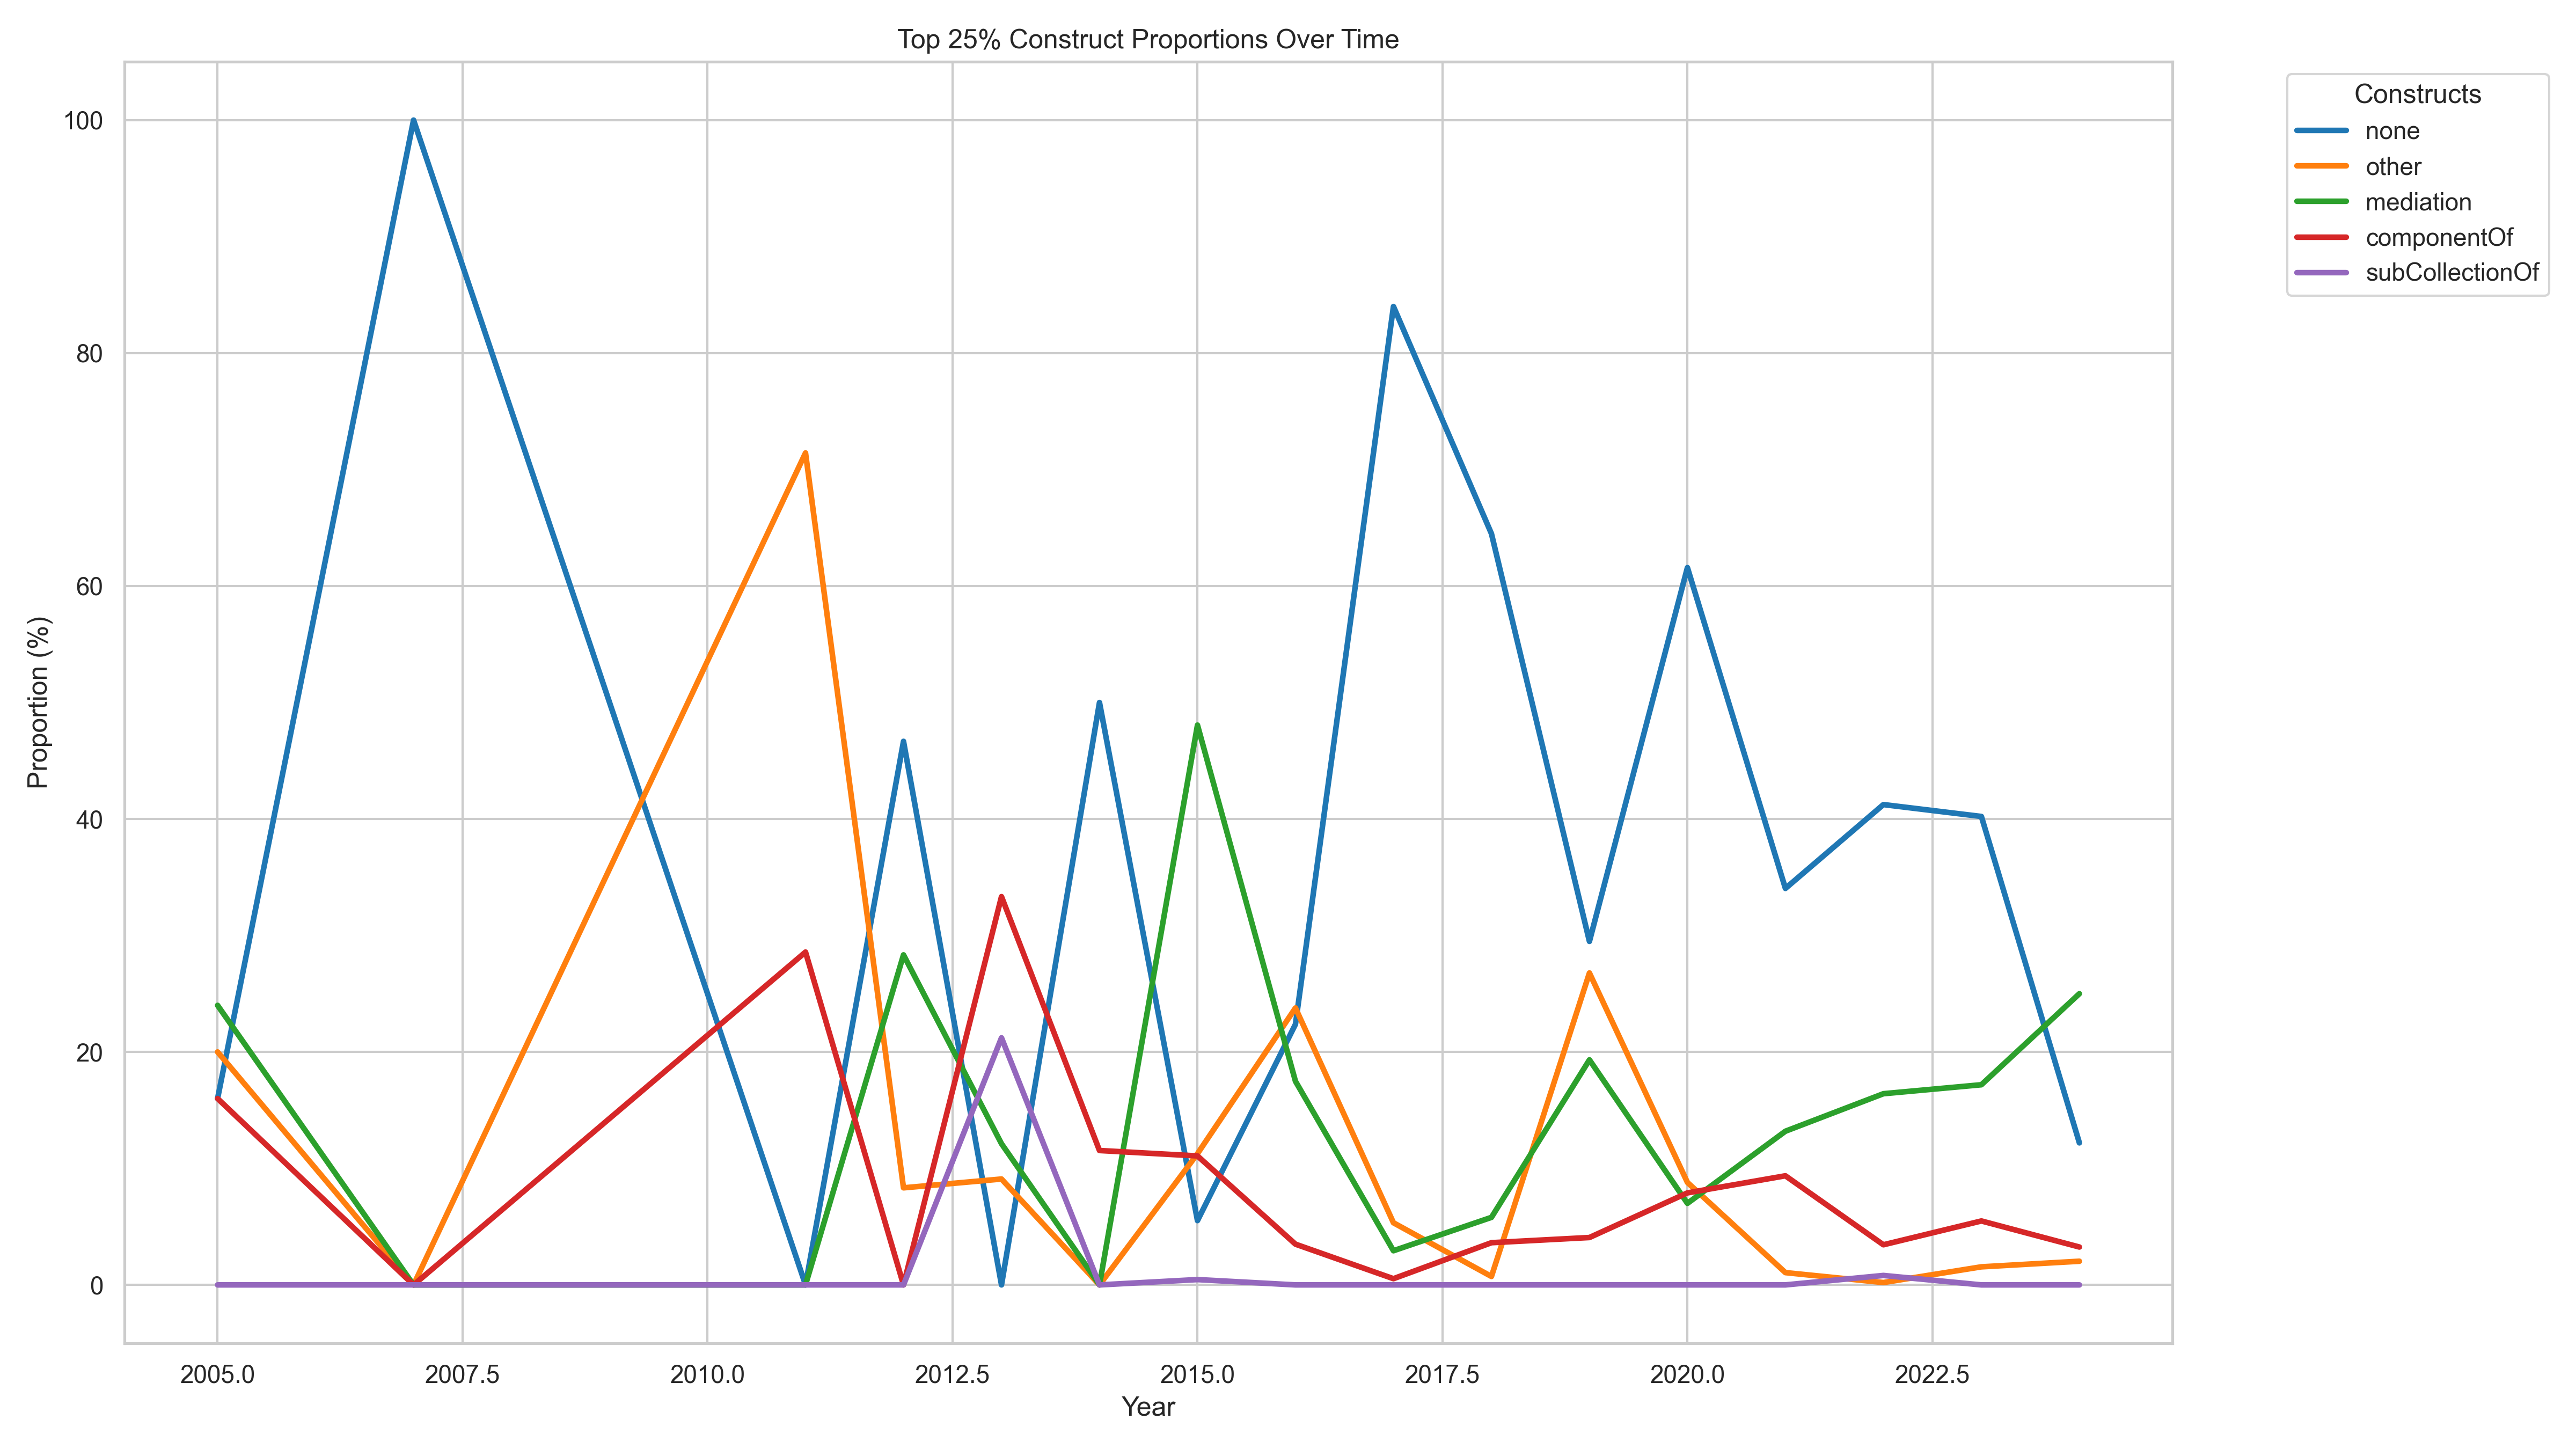 Top 25% Construct Proportions Over Time
Constructs
none
other
mediation
componentOf
subCollectionOf
Proportion (%)
100
80
60
40
20
0
2005.0 2007.5 2010.0 2012.5 2015.0 2017.5 2020.0 2022.5
Year